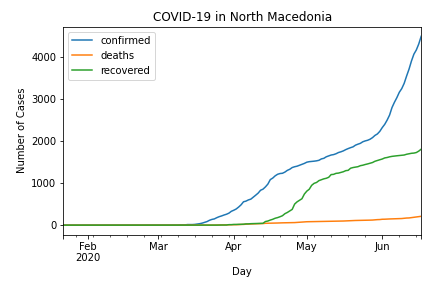 COVID-19 in North Macedonia
confirmed
deaths
recovered
4000
3000
2000
1000
0
Number of Cases
Feb
2020
Mar
Apr
May
Jun
Day